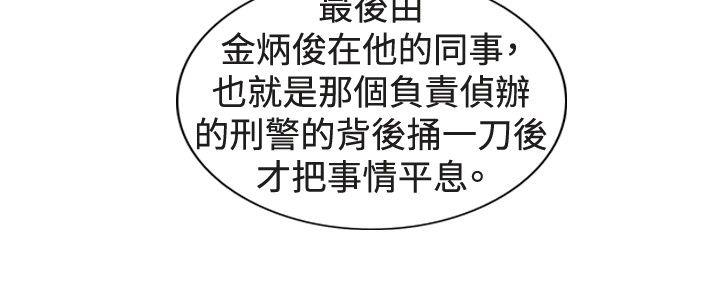 最後由
金炳俊在他的同事，
也就是那個負責偵辦
的刑警的背後捅一刀後
才把事情平息。